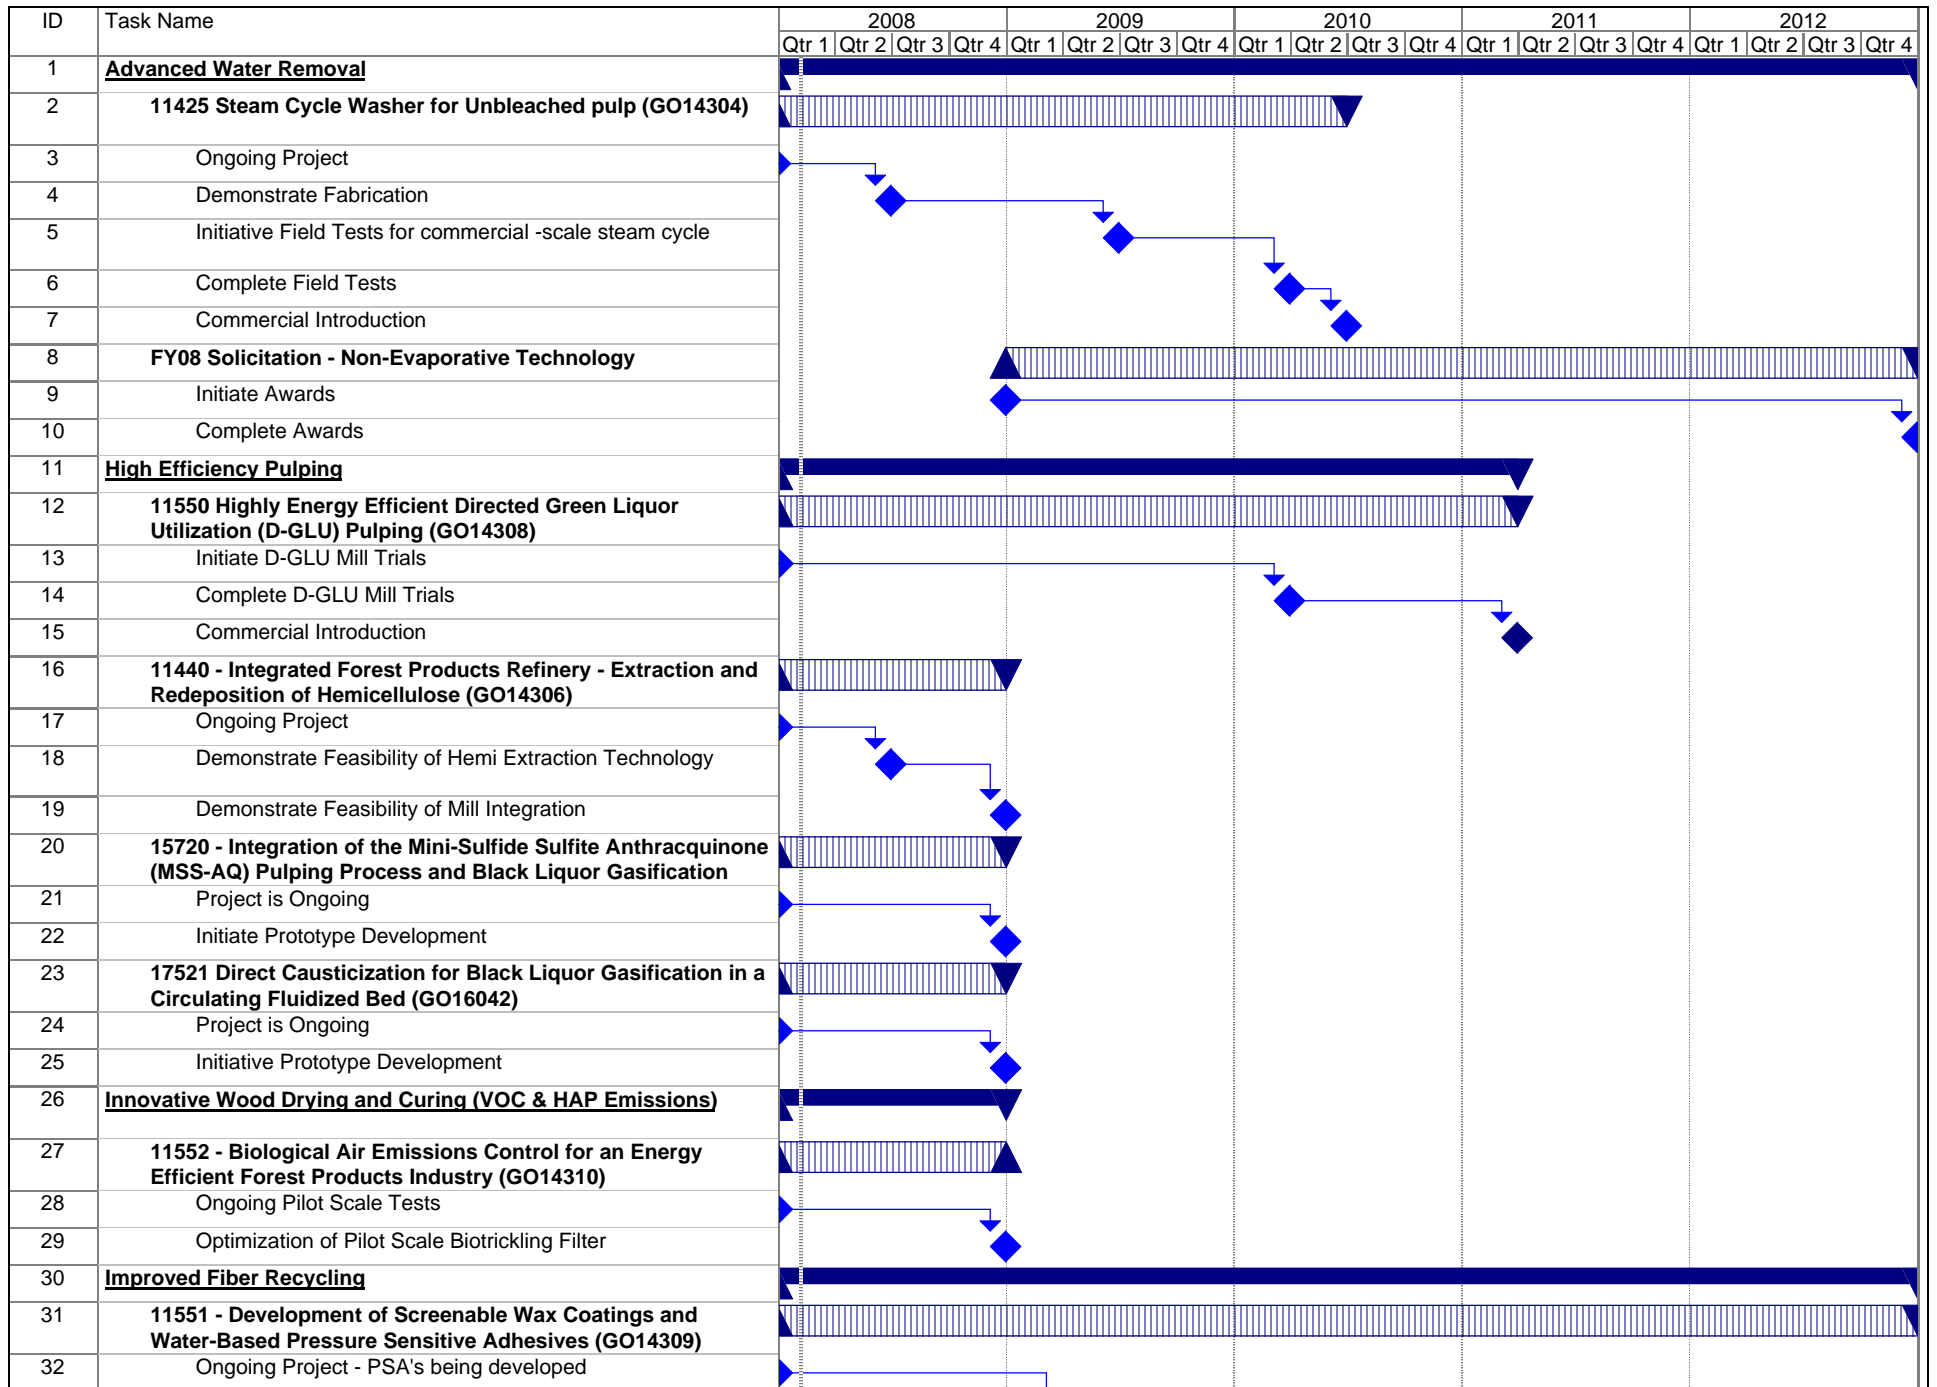 ID Task Name 2008 2009 2010 2011 2012
Qtr 1 Qtr 2 Qtr 3 Qtr 4 Qtr 1 Qtr 2 Qtr 3 Qtr 4 Qtr 1 Qtr 2 Qtr 3 Qtr 4 Qtr 1 Qtr 2 Qtr 3 Qtr 4 Qtr 1 Qtr 2 Qtr 3 Qtr 4
1 Advanced Water Removal
2 11425 Steam Cycle Washer for Unbleached pulp (GO14304)
3 Ongoing Project
4 Demonstrate Fabrication
5 Initiative Field Tests for commercial -scale steam cycle
6 Complete Field Tests
7 Commercial Introduction
8 FY08 Solicitation - Non-Evaporative Technology
9 Initiate Awards
10 Complete Awards
11 High Efficiency Pulping
12 11550 Highly Energy Efficient Directed Green Liquor
Utilization (D-GLU) Pulping (GO14308)
13 Initiate D-GLU Mill Trials
14 Complete D-GLU Mill Trials
15 Commercial Introduction
16 11440 - Integrated Forest Products Refinery - Extraction and
Redeposition of Hemicellulose (GO14306)
17 Ongoing Project
18 Demonstrate Feasibility of Hemi Extraction Technology
19 Demonstrate Feasibility of Mill Integration
20 15720 - Integration of the Mini-Sulfide Sulfite Anthracquinone
(MSS-AQ) Pulping Process and Black Liquor Gasification
21 Project is Ongoing
22 Initiate Prototype Development
23 17521 Direct Causticization for Black Liquor Gasification in a
Circulating Fluidized Bed (GO16042)
24 Project is Ongoing
25 Initiative Prototype Development
26 Innovative Wood Drying and Curing (VOC & HAP Emissions)
27 11552 - Biological Air Emissions Control for an Energy
Efficient Forest Products Industry (GO14310)
28 Ongoing Pilot Scale Tests
29 Optimization of Pilot Scale Biotrickling Filter
30 Improved Fiber Recycling
31 11551 - Development of Screenable Wax Coatings and
Water-Based Pressure Sensitive Adhesives (GO14309)
32 Ongoing Project - PSA's being developed